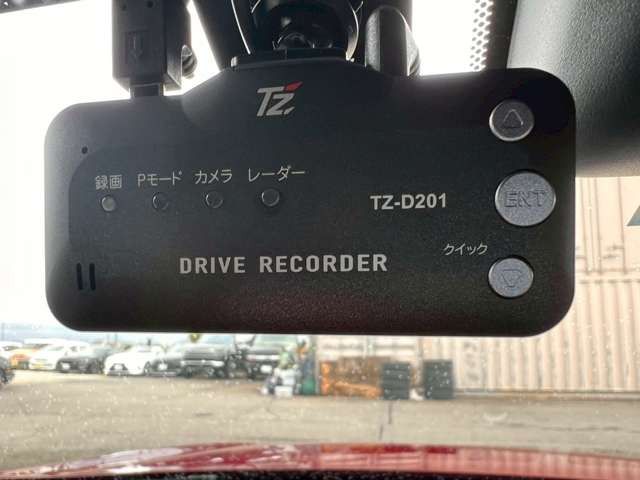 TZ
録画 Pモード カメラ レーダー
TZ-D201
ENT
クイック
DRIVE RECORDER